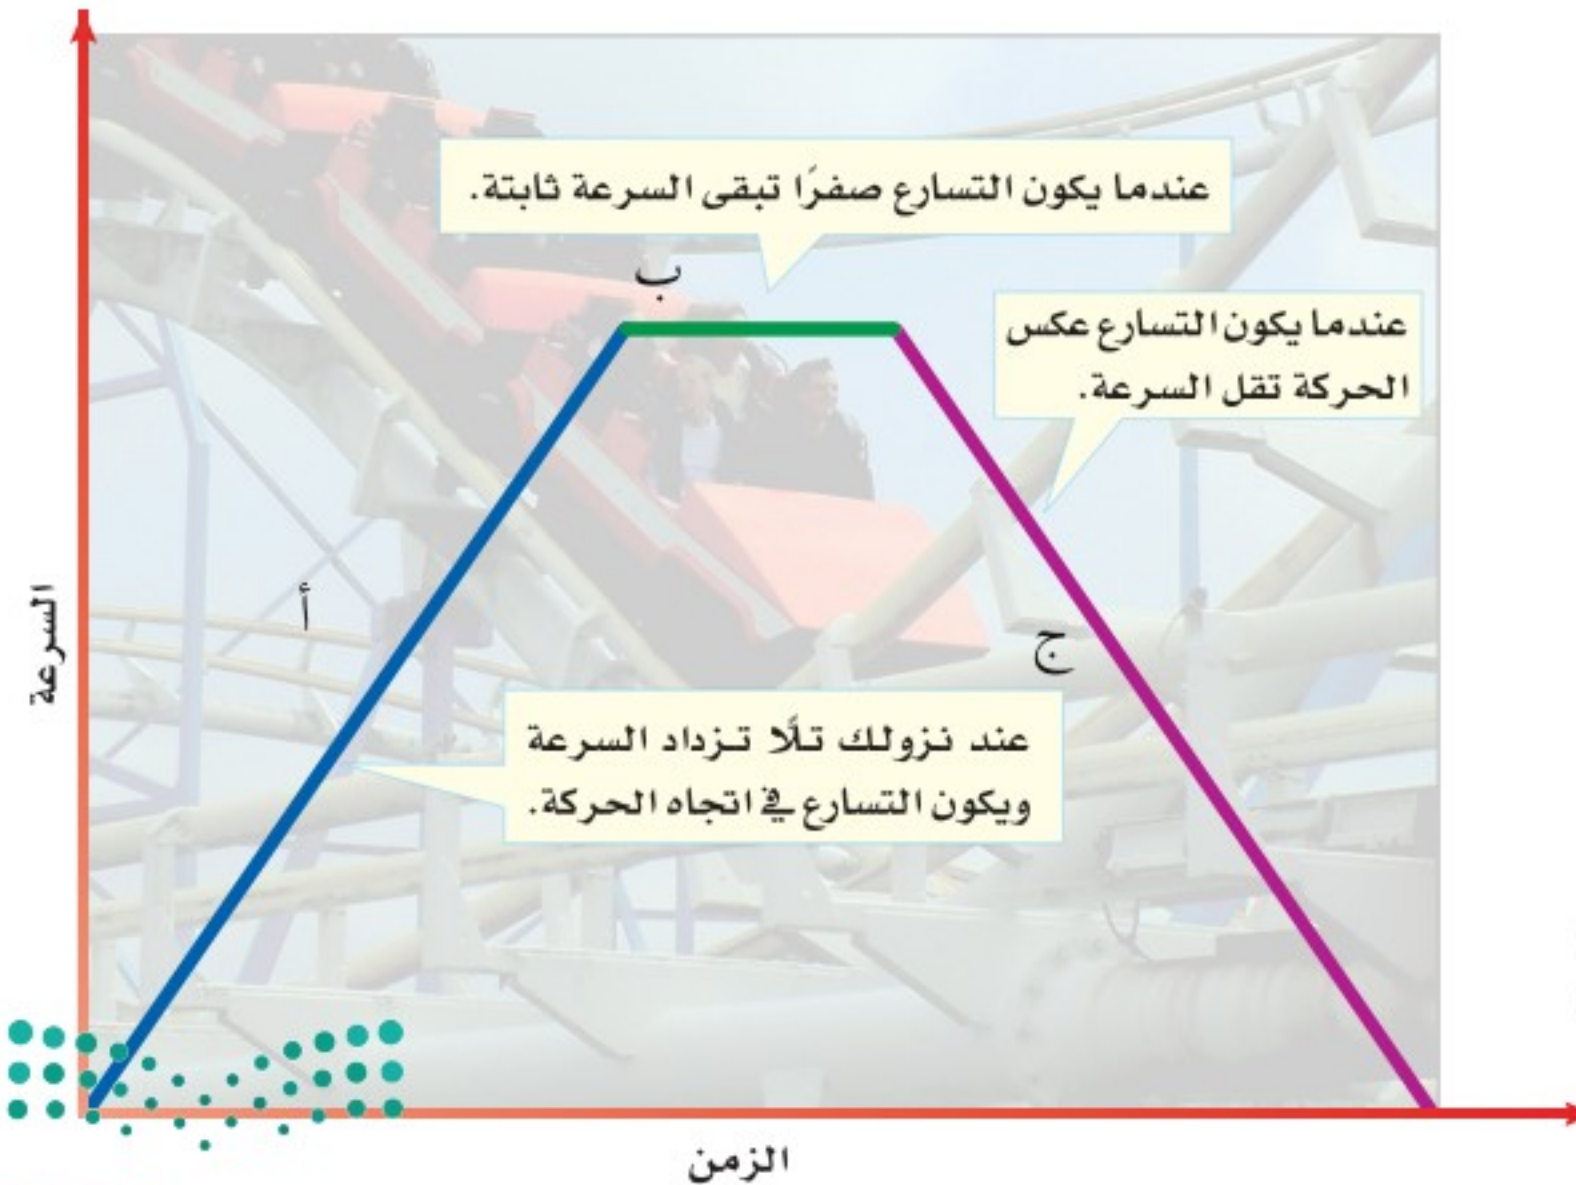 عندما يكون التسارع صفرًا تبقى السرعة ثابتة.
ب
عندما يكون التسارع عكس
الحركة تقل السرعة.
أ
ج
السرعة
عند نزولك تلًا تزداد السرعة
ويكون التسارع في اتجاه الحركة.
الزمن